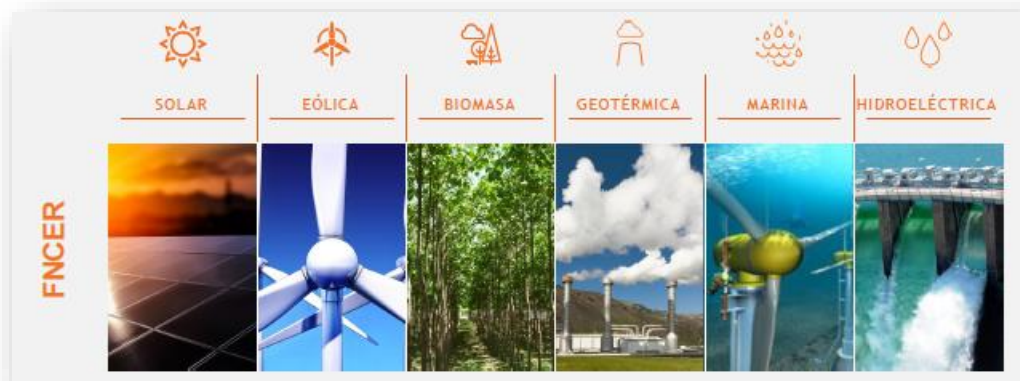 SOLAR
EÓLICA
BIOMASA
GEOTÉRMICA
MARINA
HIDROELÉCTRICA
FNCER